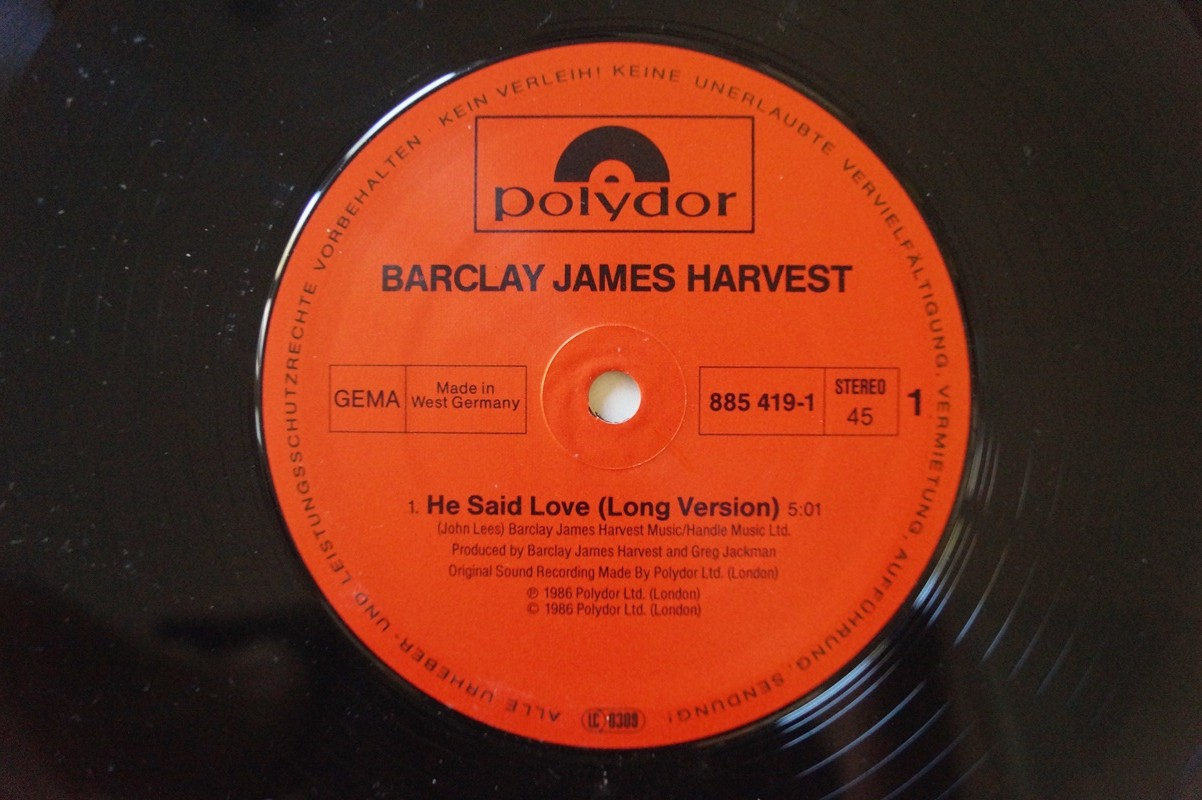 ALLE URHEBER- UND LEISTUNGSSCHUTZRECHTE VORBEHALTEN · KEIN VERLEIH! KEINE UNERLAUBTE VERVIELFÄLTIGUNG, VERMIETUNG, AUFFÜHRUNG, SENDUNG!
polydor
BARCLAY JAMES HARVEST
GEMA
Made in
West Germany
885 419-1
STEREO
45
1
1. He Said Love (Long Version) 5:01
(John Lees) Barclay James Harvest Music/Handle Music Ltd.
Produced by Barclay James Harvest and Greg Jackman
Original Sound Recording Made By Polydor Ltd. (London)
℗ 1986 Polydor Ltd. (London)
© 1986 Polydor Ltd. (London)
LC 0309